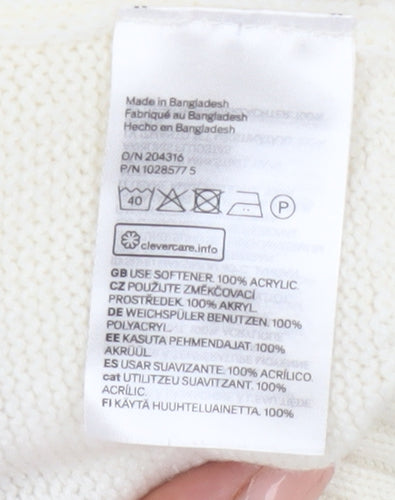 Made in Bangladesh
Fabriqué au Bangladesh
Hecho en Bangladesh
O/N 204316
P/N 1028577 5
40 P
clevercare.info
GB USE SOFTENER. 100% ACRYLIC
CZ POUŽIJTE ZMĚKČOVACÍ
PROSTŘEDEK. 100% AKRYL.
DE WEICHSPÜLER BENUTZEN. 100%
POLYACRYL.
EE KASUTA PEHMENDAJAT. 100%
AKRÜÜL.
ES USAR SUAVIZANTE. 100% ACRÍLICO.
cat UTILITZEU SUAVITZANT. 100%
ACRÍLIC.
FI KÄYTÄ HUUHTELUAINETTA. 100%